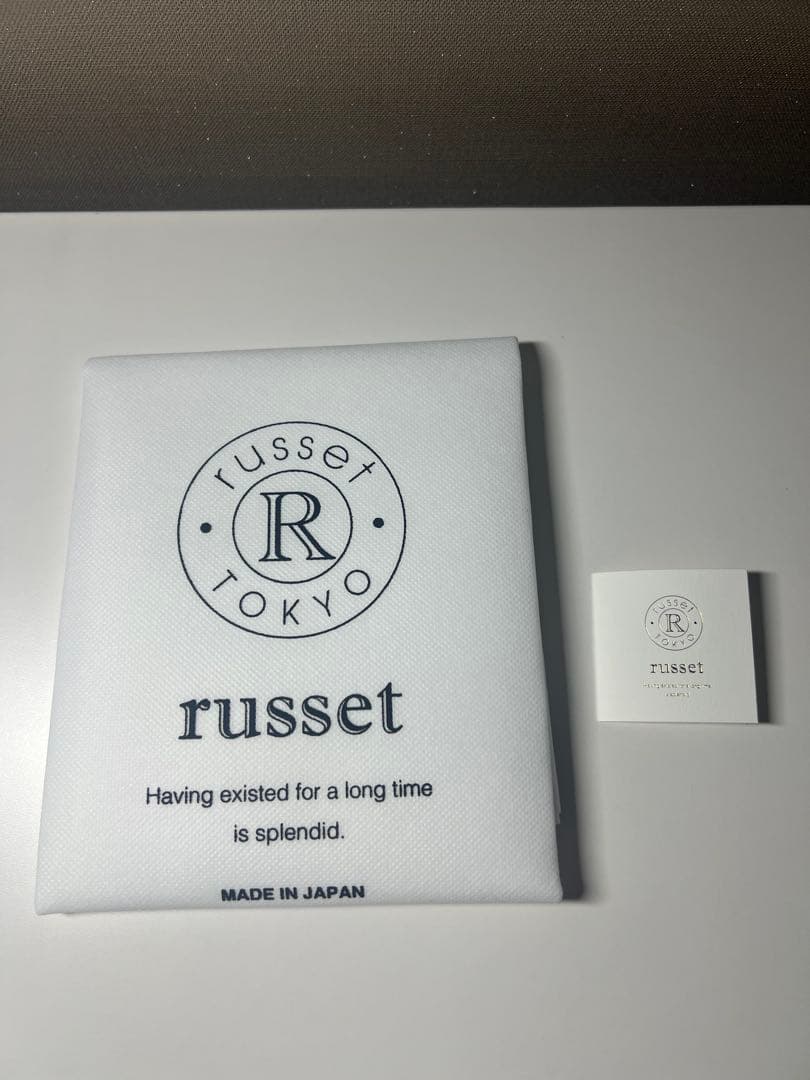 russet
R
TOKYO
russet
Having existed for a long time
is splendid.
MADE IN JAPAN
russet
R
TOKYO
russet